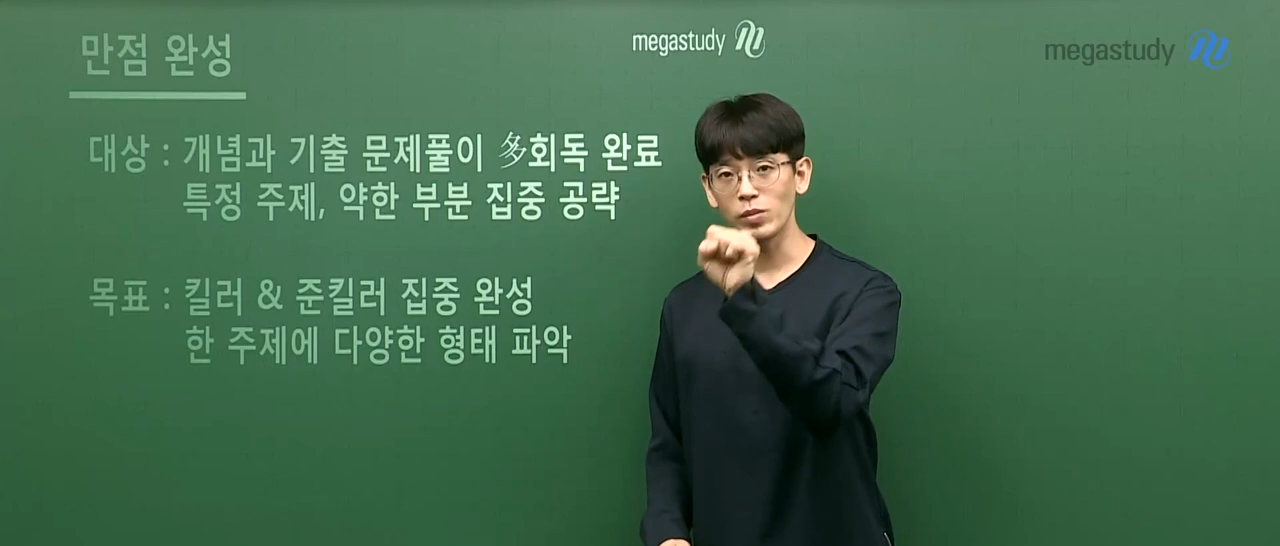 만점 완성
megastudy
megastudy
대상 : 개념과 기출 문제풀이 多회독 완료
특정 주제, 약한 부분 집중 공략
목표 : 킬러 & 준킬러 집중 완성
한 주제에 다양한 형태 파악